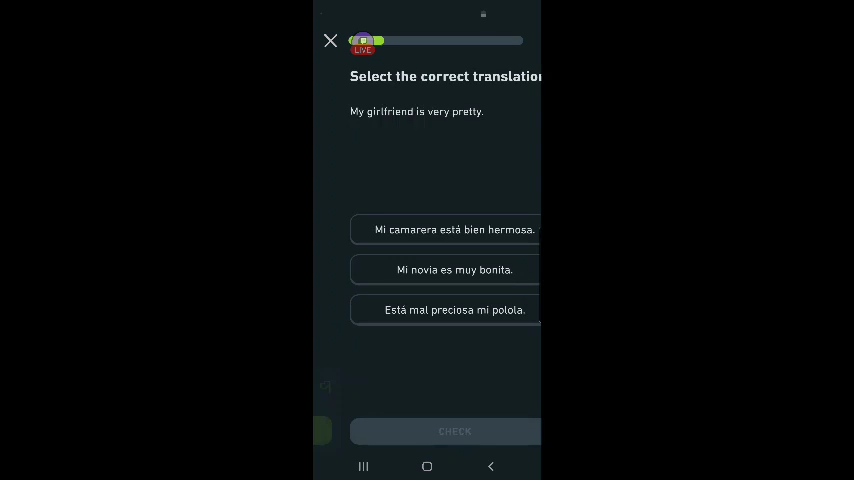 LIVE
Select the correct translation
My girlfriend is very pretty.
Mi camarera está bien hermosa.
Mi novia es muy bonita.
Está mal preciosa mi polola.
CHECK